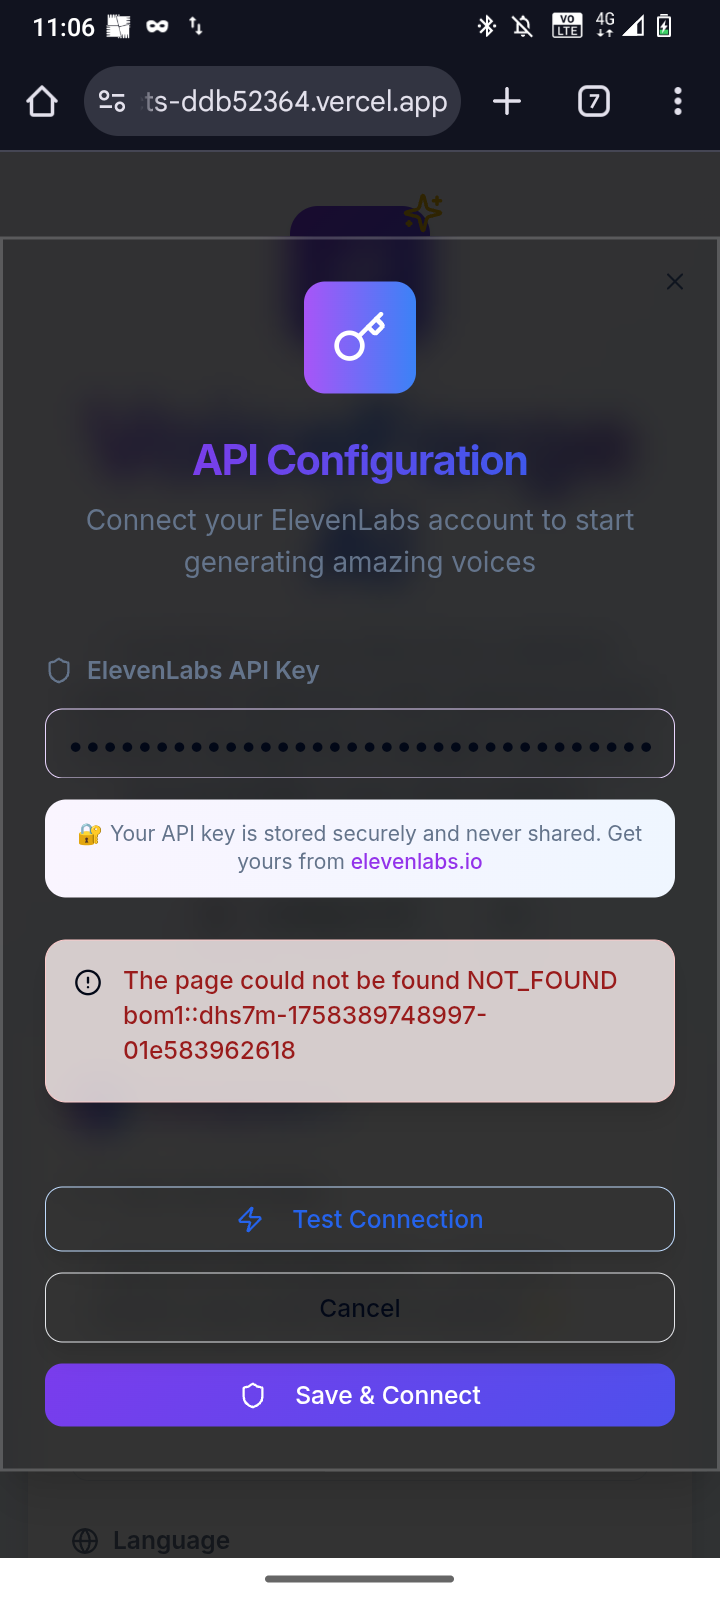 11:06
VO
LTE
4G
ts-ddb52364.vercel.app
7
API Configuration
Connect your ElevenLabs account to start
generating amazing voices
ElevenLabs API Key
🔐 Your API key is stored securely and never shared. Get
yours from elevenlabs.io
The page could not be found NOT_FOUND
bom1::dhs7m-1758389748997-
01e583962618
Test Connection
Cancel
Save & Connect
Language